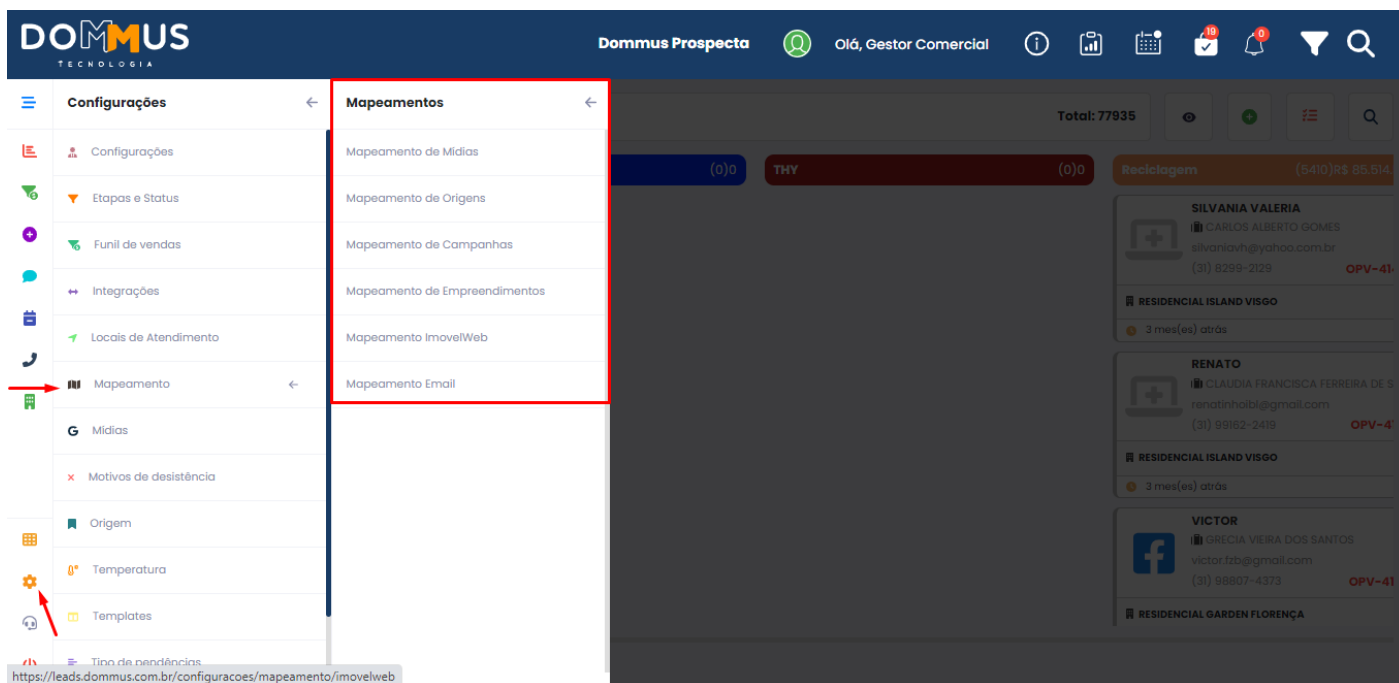 DOMMUS
TECNOLOGIA
Dommus Prospecta
Olá, Gestor Comercial
19
0
Configurações
Mapeamentos
Total: 77935
Configurações
Etapas e Status
Funil de vendas
Integrações
Locais de Atendimento
Mapeamento
Mídias
Motivos de desistência
Origem
Temperatura
Templates
Tipo de pendências
Mapeamento de Mídias
Mapeamento de Origens
Mapeamento de Campanhas
Mapeamento de Empreendimentos
Mapeamento ImovelWeb
Mapeamento Email
(0)0
THY
(0)0
Reciclagem
(5410)R$ 85.514.
SILVANIA VALERIA
CARLOS ALBERTO GOMES
silvaniavh@yahoo.com.br
(31) 8299-2129
OPV-414
RESIDENCIAL ISLAND VISGO
3 mes(es) atrás
RENATO
CLAUDIA FRANCISCA FERREIRA DE S
renatinhoibl@gmail.com
(31) 99162-2419
OPV-4
RESIDENCIAL ISLAND VISGO
3 mes(es) atrás
VICTOR
GRECIA VIEIRA DOS SANTOS
victor.fzb@gmail.com
(31) 98807-4373
OPV-41
RESIDENCIAL GARDEN FLORENÇA
https://leads.dommus.com.br/configuracoes/mapeamento/imovelweb